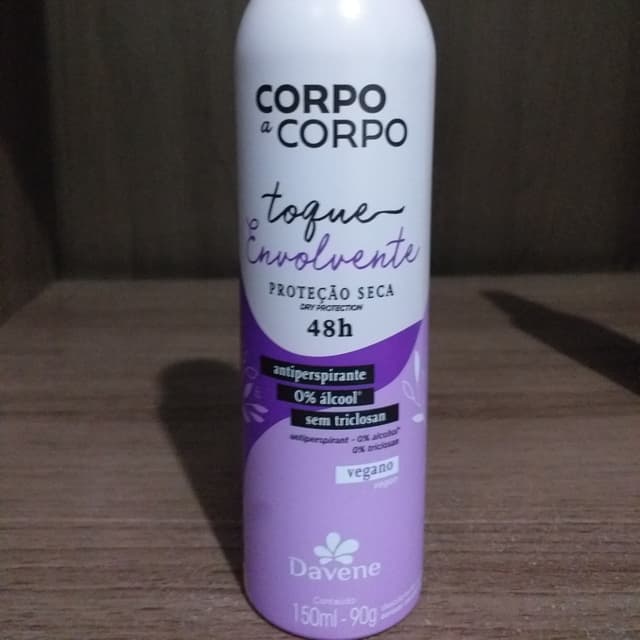 CORPO
a CORPO
toque
Envolvente
PROTEÇÃO SECA
DRY PROTECTION
48h
antiperspirante
0% álcool*
sem triclosan
antiperspirant - 0% alcohol*
0% triclosan
vegano
vegan
Davene
Conteúdo:
150ml - 90g